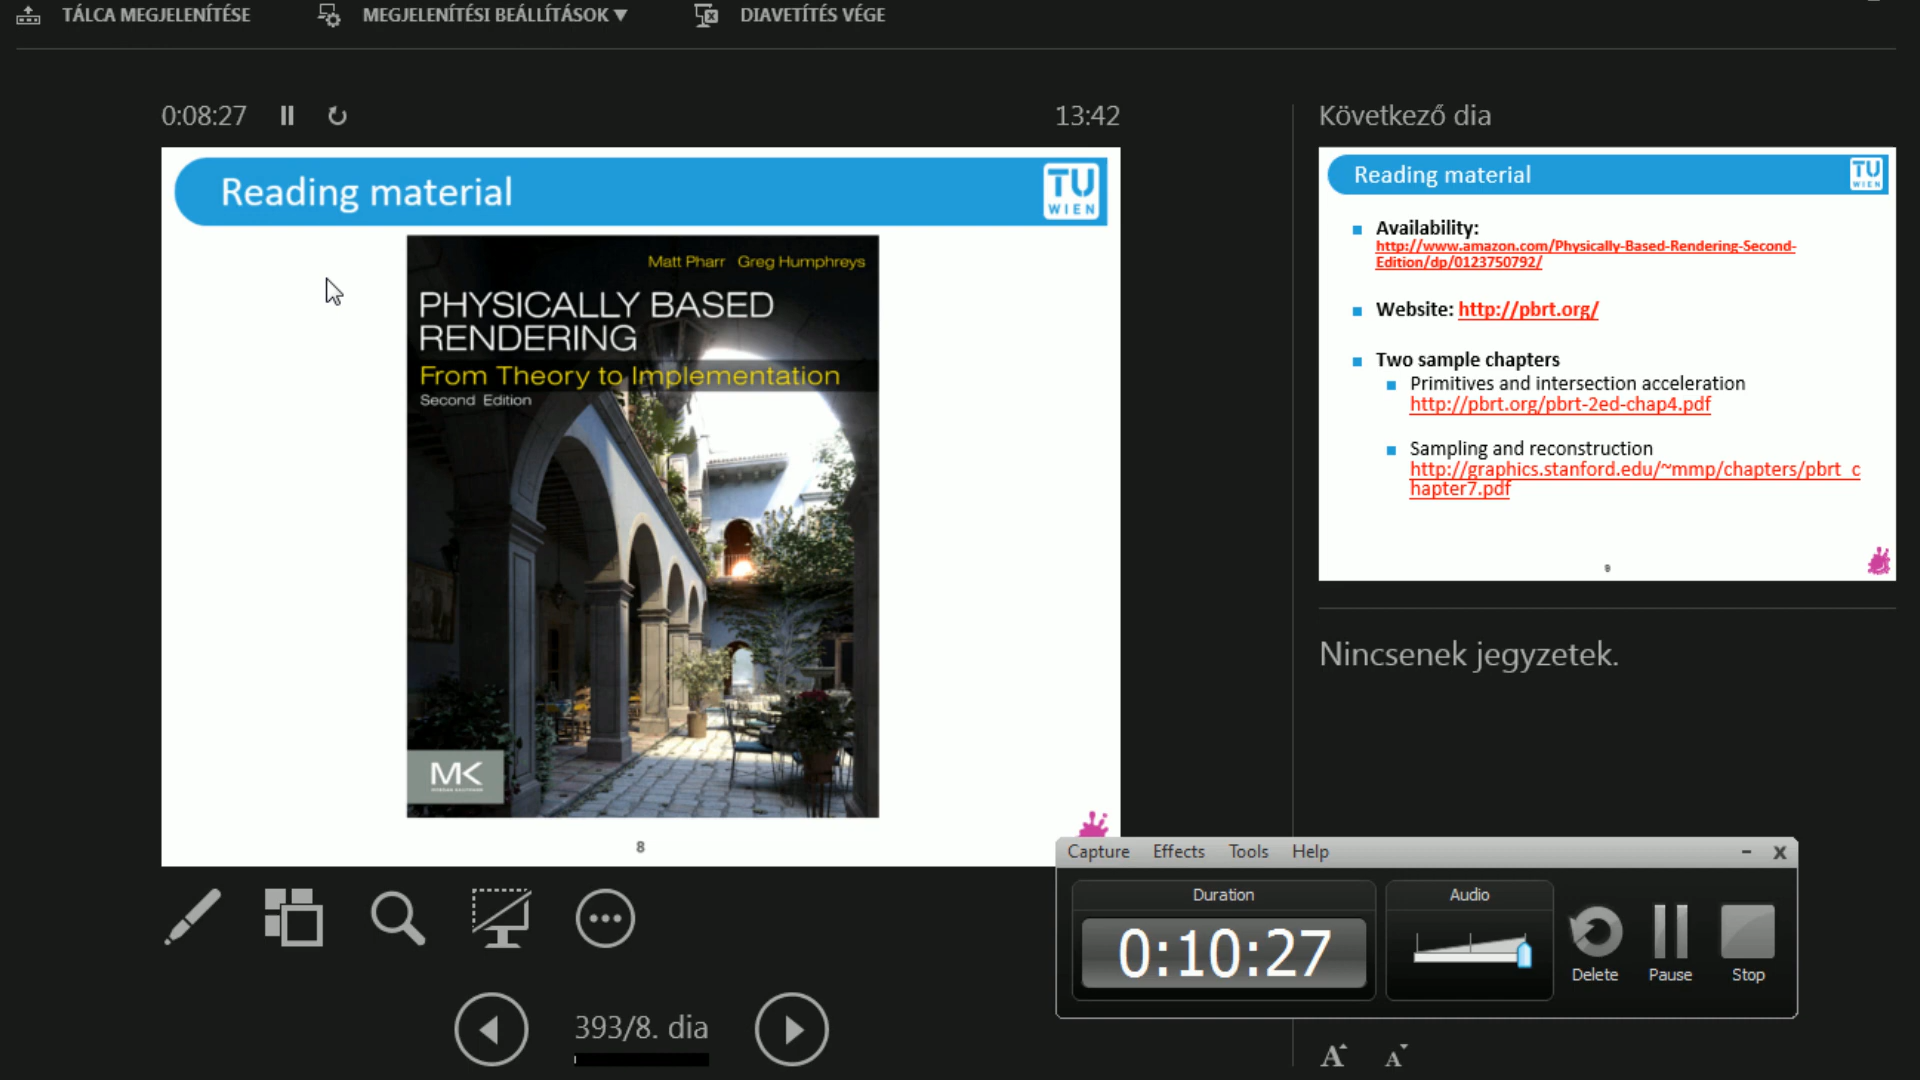 TÁLCA MEGJELENÍTÉSE
MEGJELENÍTÉSI BEÁLLÍTÁSOK ▼
DIAVETÍTÉS VÉGE
0:08:27
13:42
Reading material
TU
WIEN
Matt Pharr Greg Humphreys
PHYSICALLY BASED
RENDERING
From Theory to Implementation
Second Edition
MK
MORGAN KAUFMANN
8
Következő dia
Reading material
TU
WIEN
Availability:
http://www.amazon.com/Physically-Based-Rendering-Second-
Edition/dp/0123750792/
Website: http://pbrt.org/
Two sample chapters
Primitives and intersection acceleration
http://pbrt.org/pbrt-2ed-chap4.pdf
Sampling and reconstruction
http://graphics.stanford.edu/~mmp/chapters/pbrt_c
hapter7.pdf
9
Nincsenek jegyzetek.
Capture Effects Tools Help
Duration
0:10:27
Audio
Delete
Pause
Stop
393/8. dia
A
A